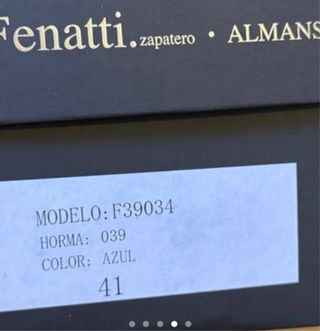 Fenatti. zapatero • ALMANS
MODELO: F39034
HORMA: 039
COLOR: AZUL
41